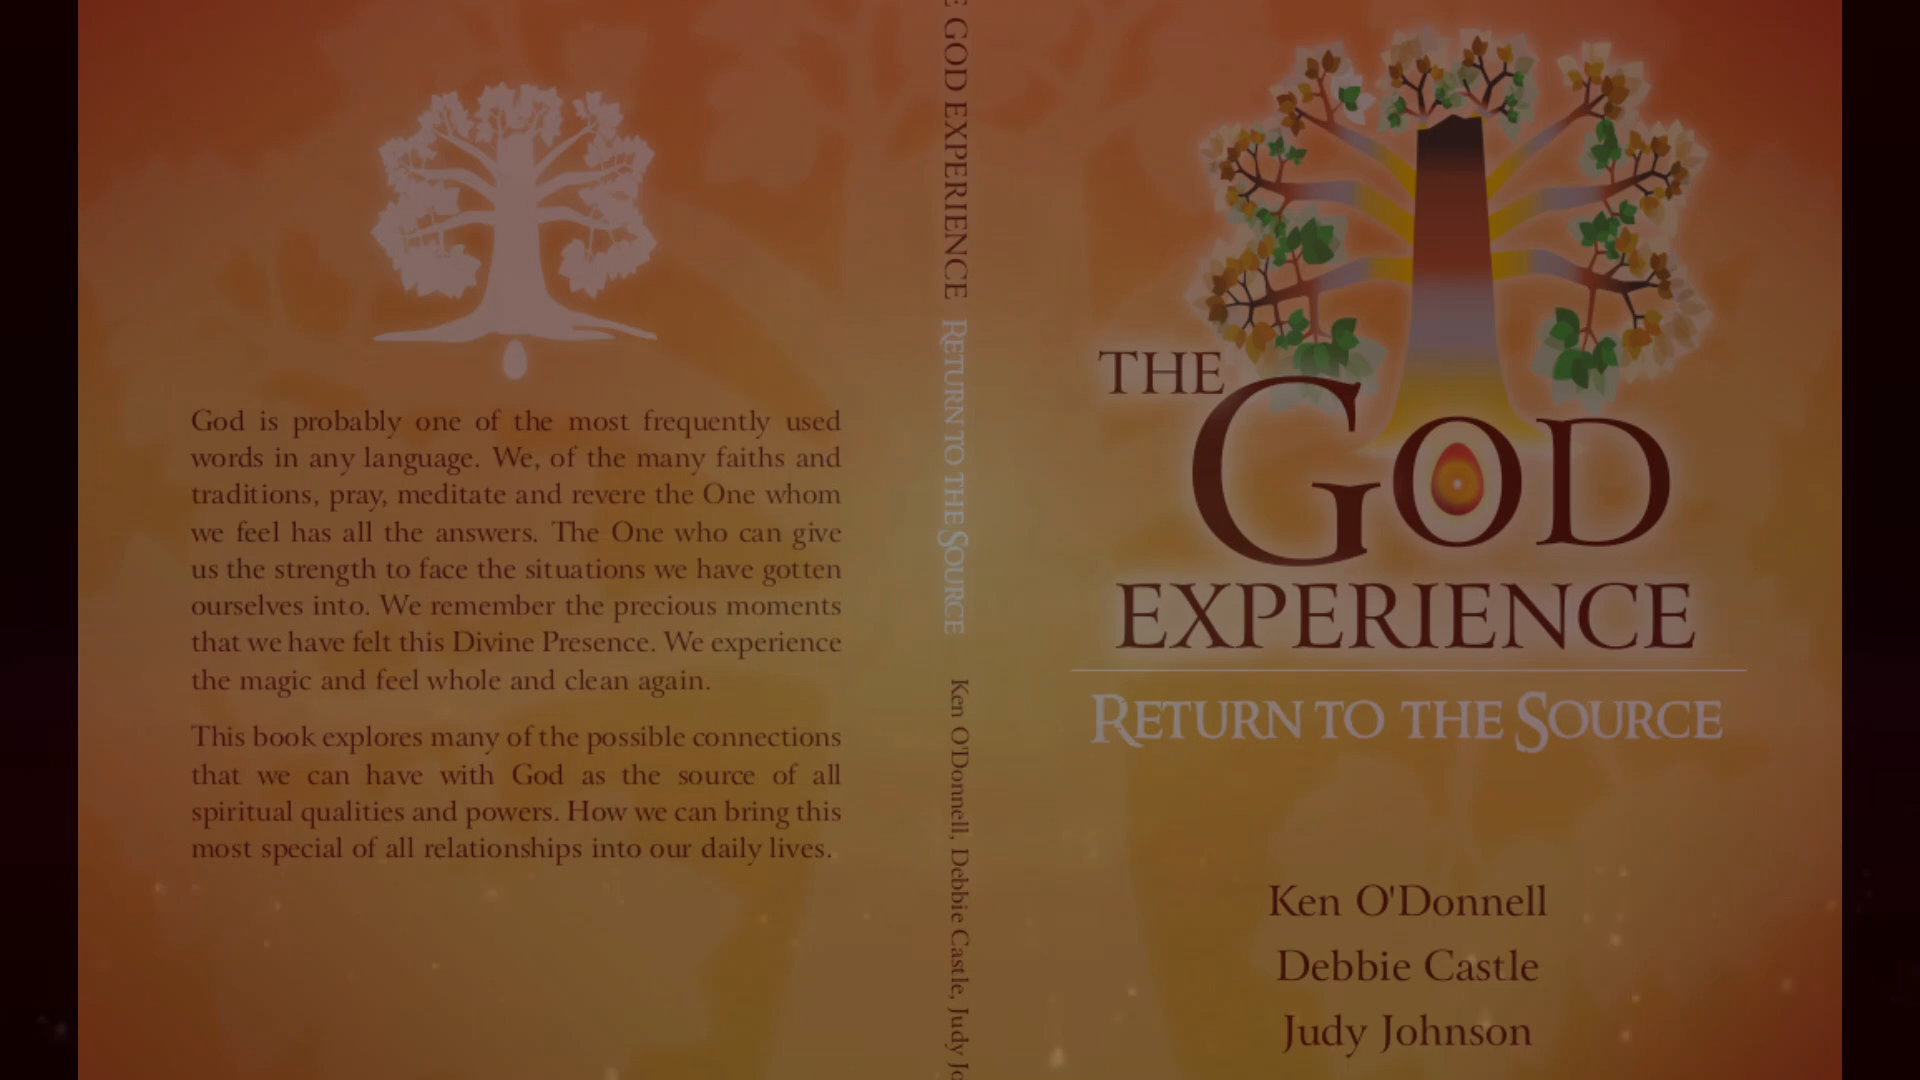 God is probably one of the most frequently used
words in any language. We, of the many faiths and
traditions, pray, meditate and revere the One whom
we feel has all the answers. The One who can give
us the strength to face the situations we have gotten
ourselves into. We remember the precious moments
that we have felt this Divine Presence. We experience
the magic and feel whole and clean again.
This book explores many of the possible connections
that we can have with God as the source of all
spiritual qualities and powers. How we can bring this
most special of all relationships into our daily lives.
GOD EXPERIENCE RETURN TO THE SOURCE Ken O'Donnell, Debbie Castle, Judy
THE
GOD
EXPERIENCE
RETURN TO THE SOURCE
Ken O'Donnell
Debbie Castle
Judy Johnson